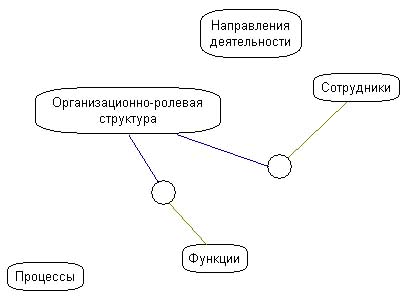 Направления
деятельности
Сотрудники
Организационно-ролевая
структура
Функции
Процессы